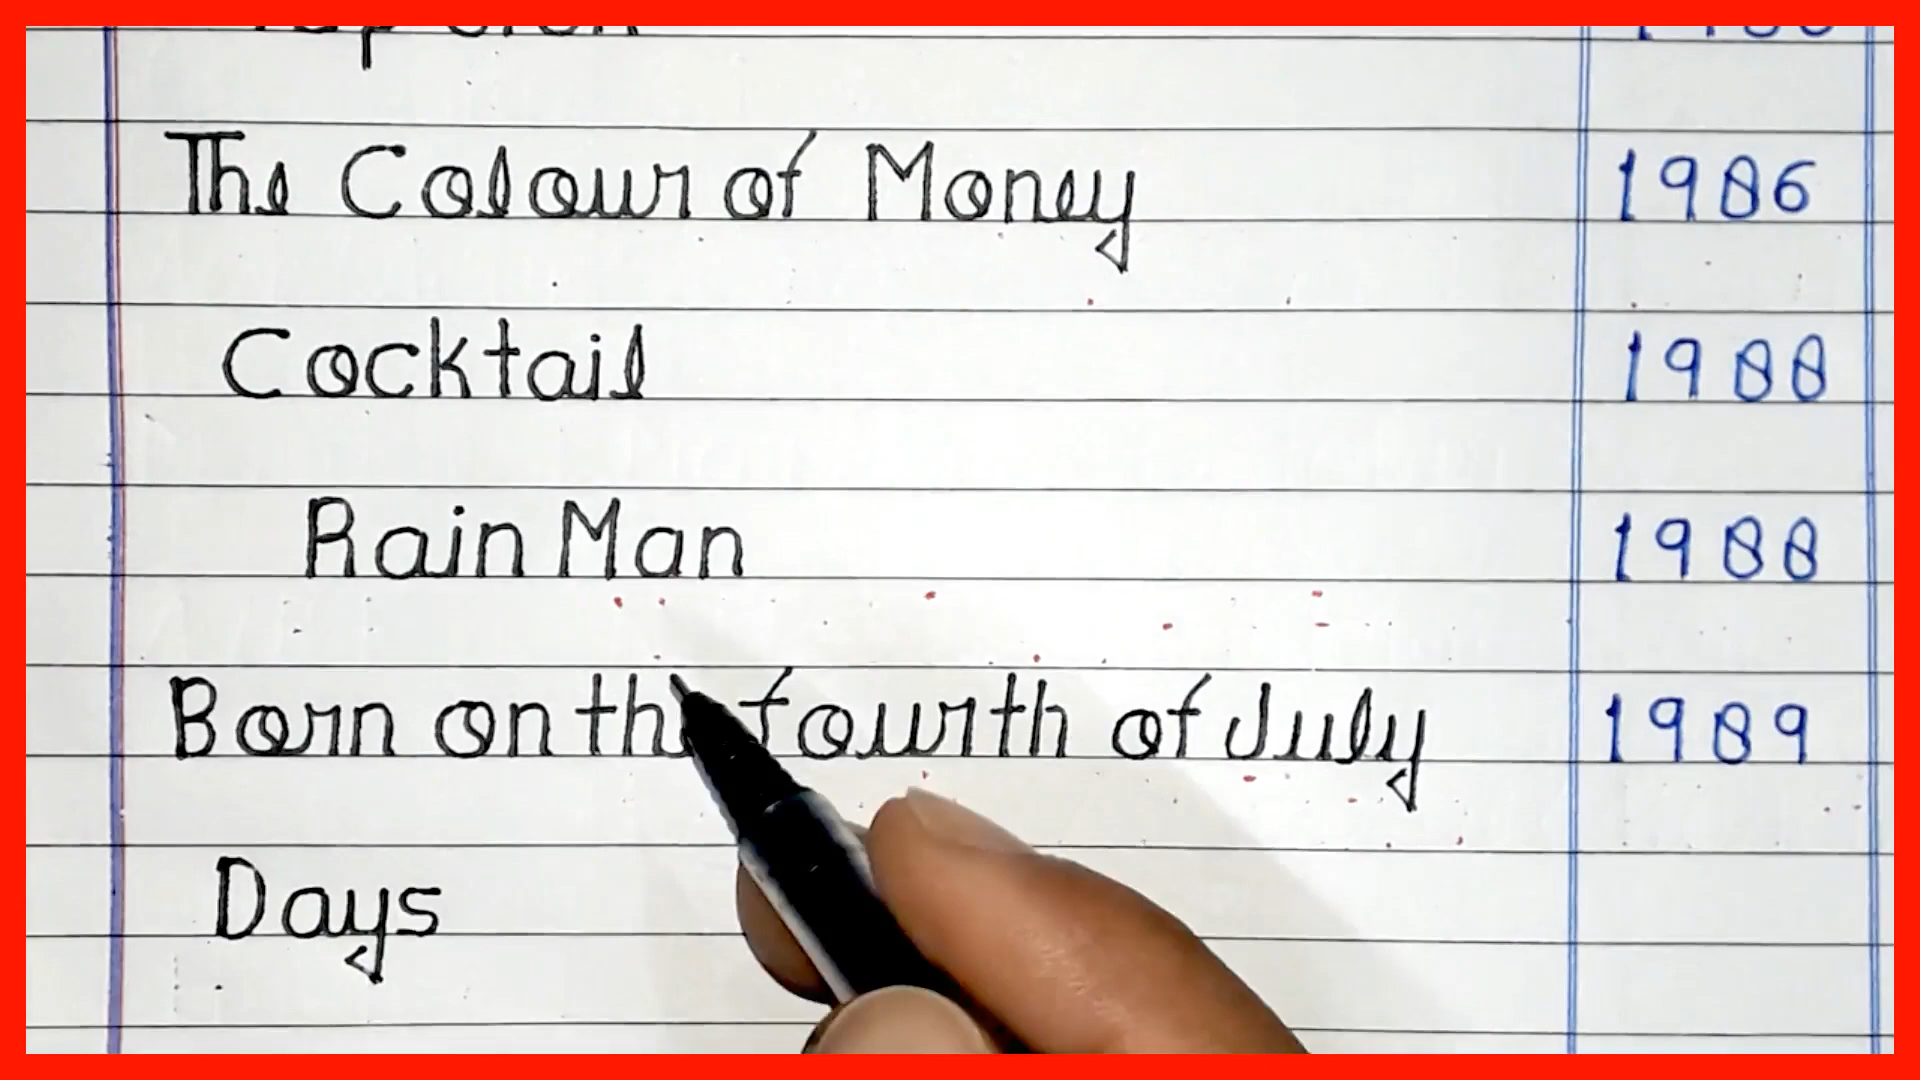 The Colour of Money 1986
Cocktail 1988
Rain Man 1988
Born on the fourth of July 1989
Days